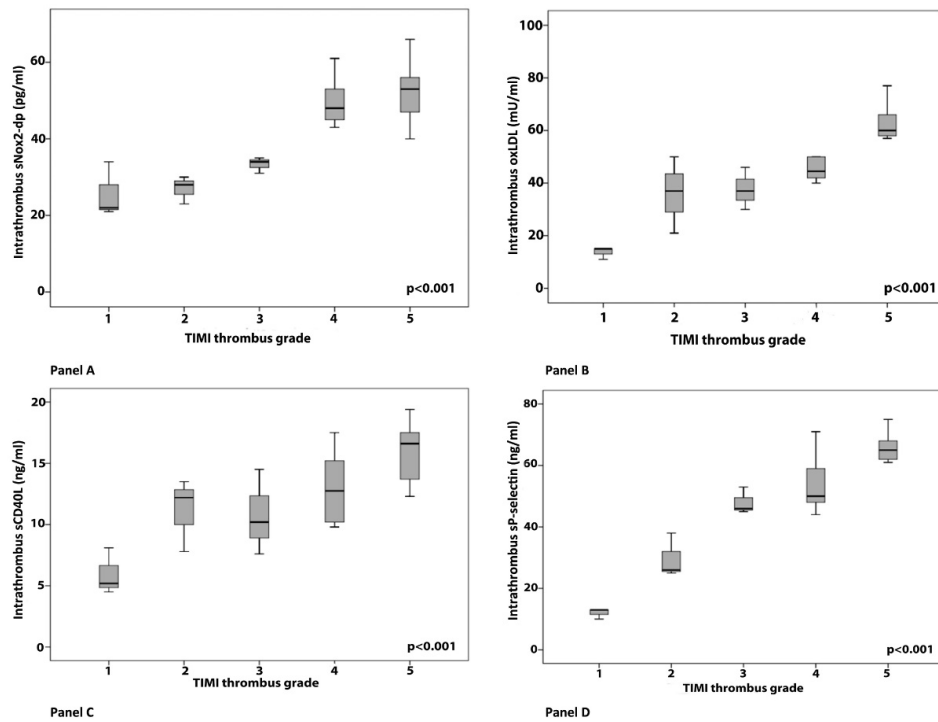 Intrathrombus sNox2-dp (pg/ml)
60
40
20
0
p<0.001
1 2 3 4 5
TIMI thrombus grade
Panel A
Intrathrombus oxLDL (mU/ml)
100
80
60
40
20
0
p<0.001
1 2 3 4 5
TIMI thrombus grade
Panel B
Intrathrombus sCD40L (ng/ml)
20
15
10
5
0
p<0.001
1 2 3 4 5
TIMI thrombus grade
Panel C
Intrathrombus sP-selectin (ng/ml)
80
60
40
20
0
p<0.001
1 2 3 4 5
TIMI thrombus grade
Panel D